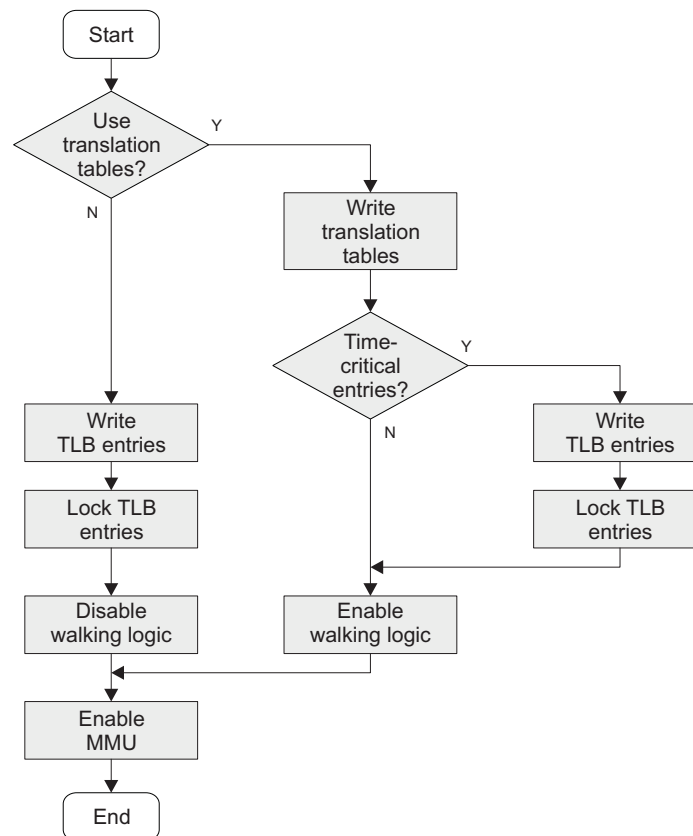 Start
Use
translation
tables?
Y
N
Write
translation
tables
Time-
critical
entries?
Y
N
Write
TLB entries
Write
TLB entries
Lock TLB
entries
Lock TLB
entries
Disable
walking logic
Enable
walking logic
Enable
MMU
End